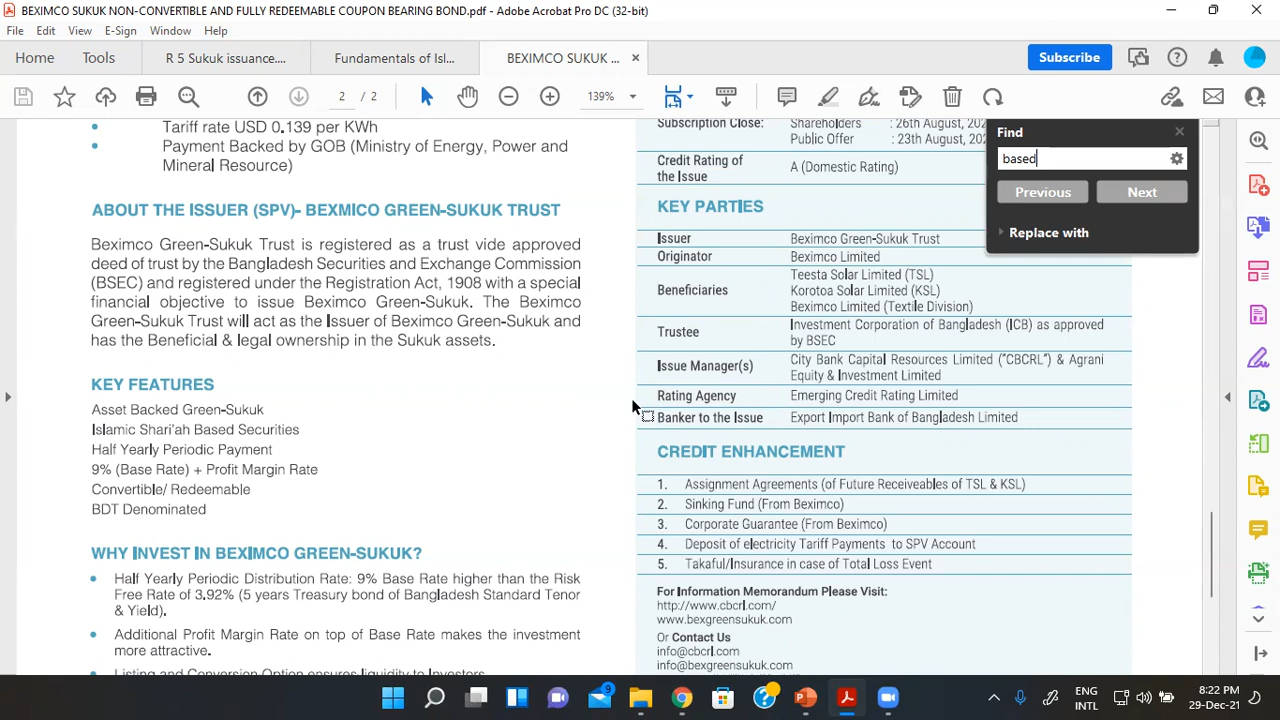 BEXIMCO SUKUK NON-CONVERTIBLE AND FULLY REDEEMABLE COUPON BEARING BOND.pdf - Adobe Acrobat Pro DC (32-bit)
File Edit View E-Sign Window Help
Home Tools R 5 Sukuk issuance.... Fundamentals of isl... BEXIMCO SUKUK ... × Subscribe
2 / 2 139%
Tariff rate USD 0.139 per KWh
Payment Backed by GOB (Ministry of Energy, Power and
Mineral Resource)
ABOUT THE ISSUER (SPV)- BEXMICO GREEN-SUKUK TRUST
Beximco Green-Sukuk Trust is registered as a trust vide approved
deed of trust by the Bangladesh Securities and Exchange Commission
(BSEC) and registered under the Registration Act, 1908 with a special
financial objective to issue Beximco Green-Sukuk. The Beximco
Green-Sukuk Trust will act as the Issuer of Beximco Green-Sukuk and
has the Beneficial & legal ownership in the Sukuk assets.
KEY FEATURES
Asset Backed Green-Sukuk
Islamic Shari'ah Based Securities
Half Yearly Periodic Payment
9% (Base Rate) + Profit Margin Rate
Convertible/ Redeemable
BDT Denominated
WHY INVEST IN BEXIMCO GREEN-SUKUK?
Half Yearly Periodic Distribution Rate: 9% Base Rate higher than the Risk
Free Rate of 3.92% (5 years Treasury bond of Bangladesh Standard Tenor
& Yield).
Additional Profit Margin Rate on top of Base Rate makes the investment
more attractive.
Listing and Conversion Option ensures liquidity to Investors
Subscription Close: Shareholders : 26th August, 202
Public Offer : 23th August, 202
Credit Rating of
the Issue A (Domestic Rating)
KEY PARTIES
Issuer Beximco Green-Sukuk Trust
Originator Beximco Limited
Beneficiaries Teesta Solar Limited (TSL)
Korotoa Solar Limited (KSL)
Beximco Limited (Textile Division)
Trustee Investment Corporation of Bangladesh (ICB) as approved
by BSEC
Issue Manager(s) City Bank Capital Resources Limited ("CBCRL") & Agrani
Equity & Investment Limited
Rating Agency Emerging Credit Rating Limited
Banker to the Issue Export Import Bank of Bangladesh Limited
CREDIT ENHANCEMENT
1. Assignment Agreements (of Future Receivables of TSL & KSL)
2. Sinking Fund (From Beximco)
3. Corporate Guarantee (From Beximco)
4. Deposit of electricity Tariff Payments to SPV Account
5. Takaful/Insurance in case of Total Loss Event
For Information Memorandum Please Visit:
http://www.cbcrl.com/
www.bexgreensukuk.com
Or Contact Us
info@cbcrl.com
info@bexgreensukuk.com
Find
based
Previous Next
Replace with
9
ENG
INTL
8:22 PM
29-Dec-21